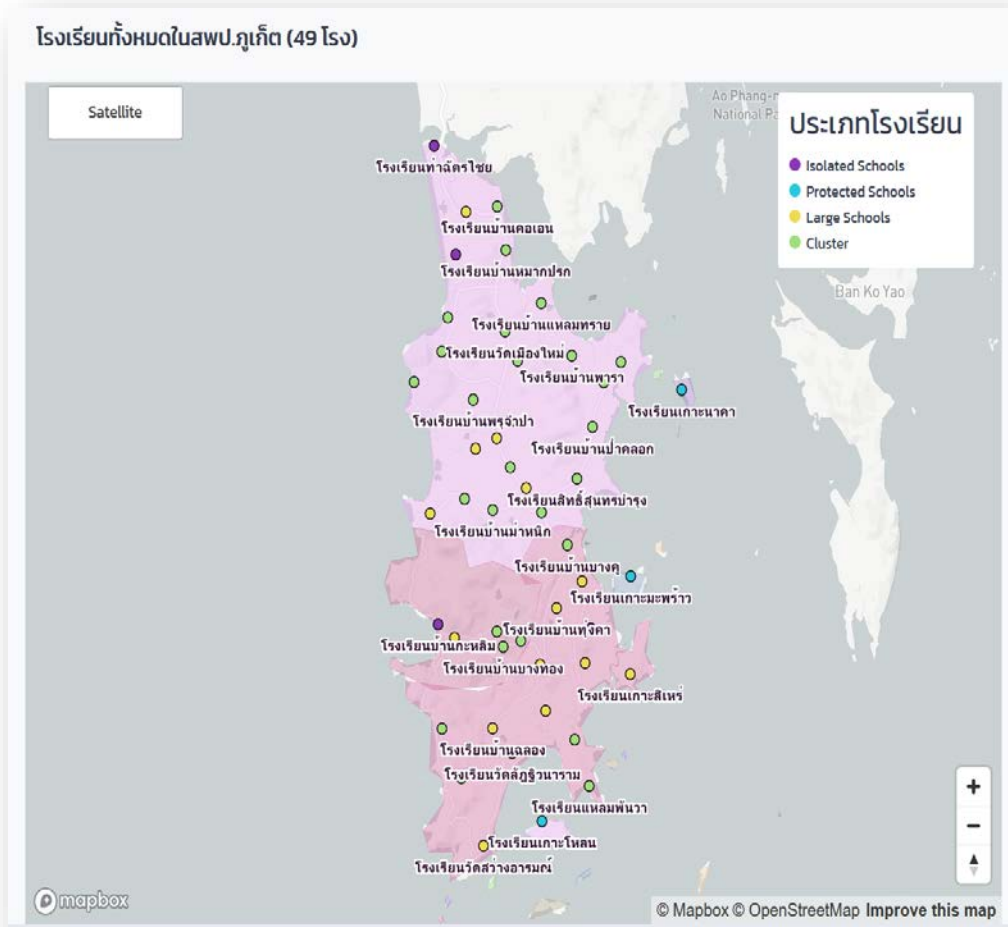 โรงเรียนทั้งหมดในสพป.ภูเก็ต (49 โรง)
Satellite
Ao Phang-n
National Pa
ประเภทโรงเรียน
Isolated Schools
Protected Schools
Large Schools
Cluster
โรงเรียนท่าฉัตรไชย
โรงเรียนบ้านคอเอน
โรงเรียนบ้านหมากปรก
Ban Ko Yao
โรงเรียนบ้านแหลมทราย
โรงเรียนวัดเมืองใหม่
โรงเรียนบ้านพารา
โรงเรียนเกาะนาคา
โรงเรียนบ้านพรุจำปา
โรงเรียนบ้านป่าคลอก
โรงเรียนสิทธิ์สุนทรบำรุง
โรงเรียนบ้านม่าหนิก
โรงเรียนบ้านบางคู
โรงเรียนเกาะมะพร้าว
โรงเรียนบ้านทุ่งคา
โรงเรียนบ้านกะหลิม
โรงเรียนบ้านบางทอง
โรงเรียนเกาะสิเหร่
โรงเรียนบ้านฉลอง
โรงเรียนวัดลัฏฐิวนาราม
โรงเรียนแหลมพันวา
โรงเรียนเกาะโหลน
โรงเรียนวัดสว่างอารมณ์
mapbox
© Mapbox © OpenStreetMap Improve this map